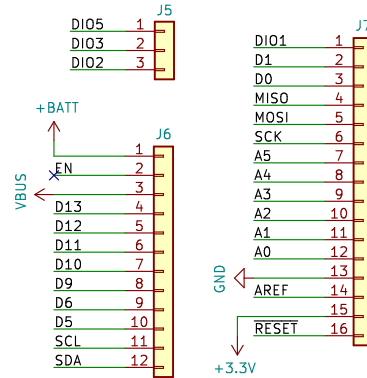 J5
DIO5 1
DIO3 2
DIO2 3
+BATT
J6
1
EN 2
VBUS 3
D13 4
D12 5
D11 6
D10 7
D9 8
D6 9
D5 10
SCL 11
SDA 12
J7
DIO1 1
D1 2
D0 3
MISO 4
MOSI 5
SCK 6
A5 7
A4 8
A3 9
A2 10
A1 11
A0 12
GND 13
AREF 14
15
RESET 16
+3.3V